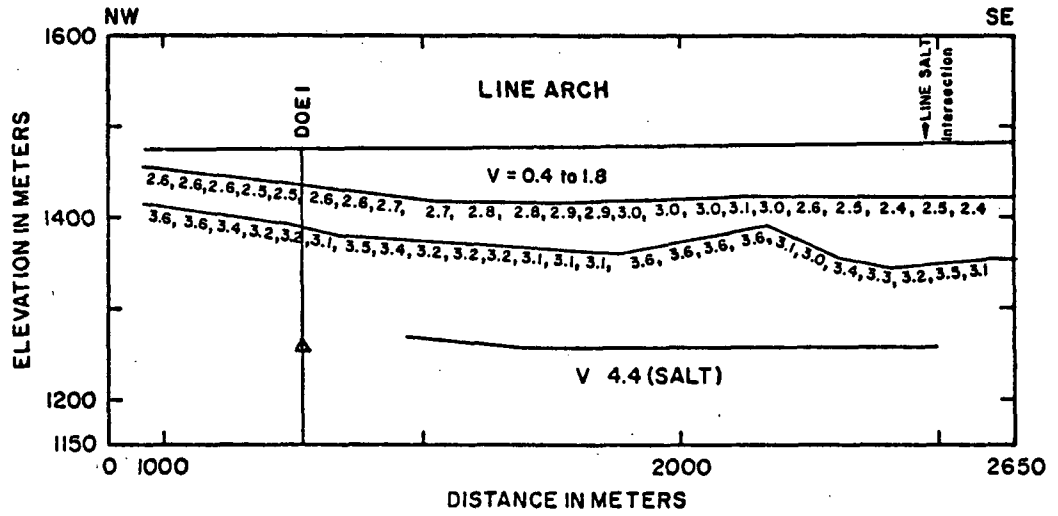 NW
SE
1600
LINE ARCH
DOE 1
LINE SALT
Intersection
V = 0.4 to 1.8
2.6, 2.6, 2.6, 2.5, 2.5, 2.6, 2.6, 2.7, 2.7, 2.8, 2.8, 2.9, 2.9, 3.0, 3.0, 3.0, 3.1, 3.0, 2.6, 2.5, 2.4, 2.5, 2.4
1400
3.6, 3.6, 3.4, 3.2, 3.2, 3.1, 3.5, 3.4, 3.2, 3.2, 3.2, 3.1, 3.1, 3.1, 3.6, 3.6, 3.6, 3.6, 3.1, 3.0, 3.4, 3.3, 3.2, 3.5, 3.1
V 4.4 (SALT)
1200
1150
ELEVATION IN METERS
0 1000 2000 2650
DISTANCE IN METERS